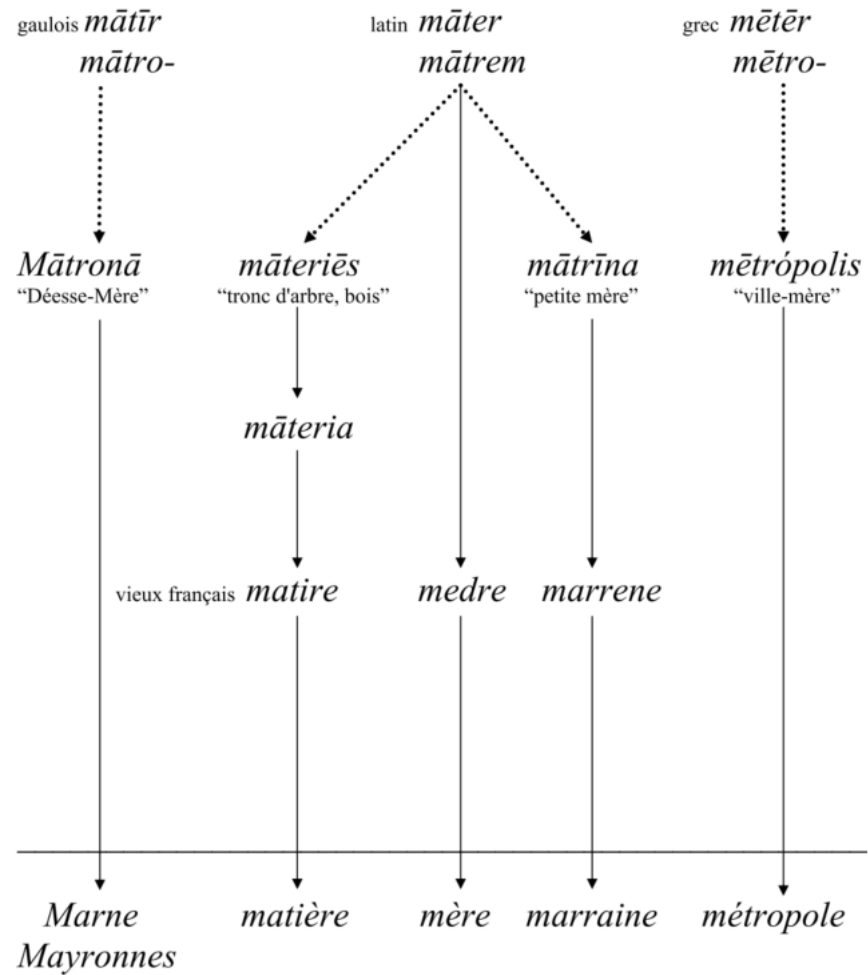 gaulois mātīr latin māter grec mētēr
mātro- mātrem mētro-
Mātronā māteriēs mātrīna mētrópolis
“Déesse-Mère” “tronc d'arbre, bois” “petite mère” “ville-mère”
māteria
vieux français matire medre marrene
Marne matière mère marraine métropole
Mayronnes